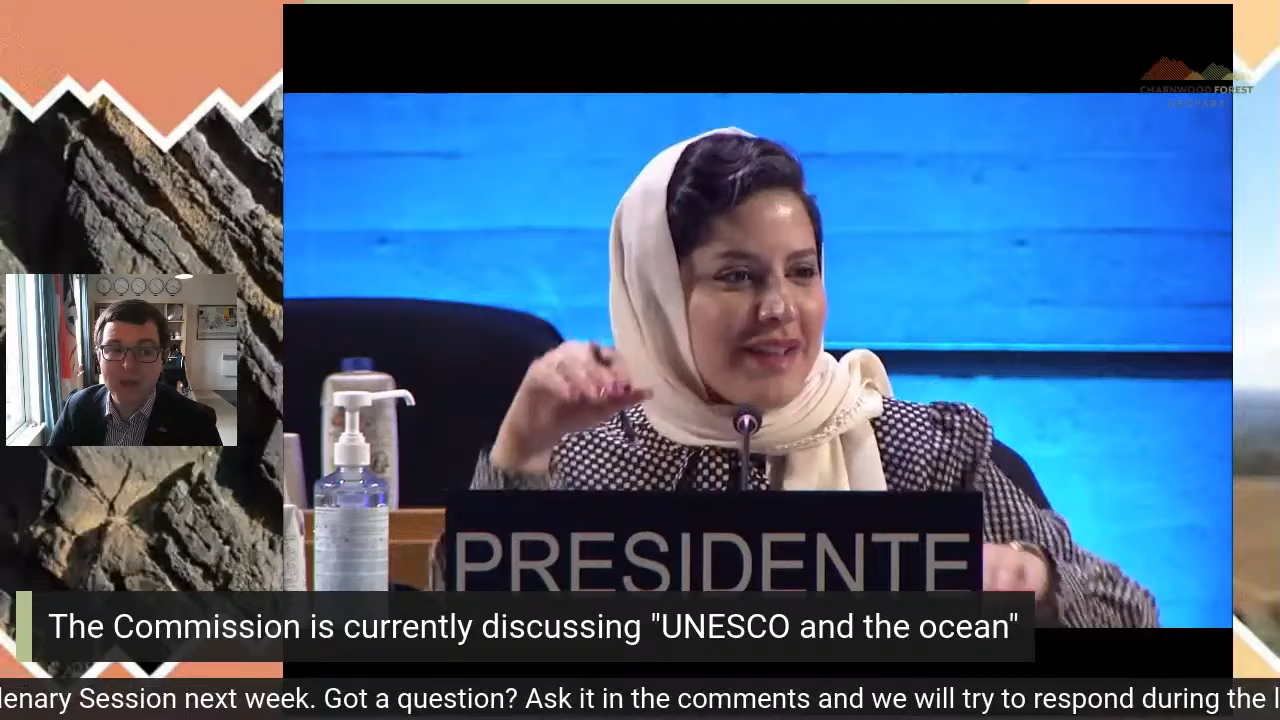 CHARNWOOD FOREST
GEOPARK
PRESIDENTE
The Commission is currently discussing "UNESCO and the ocean"
lenary Session next week. Got a question? Ask it in the comments and we will try to respond during the l